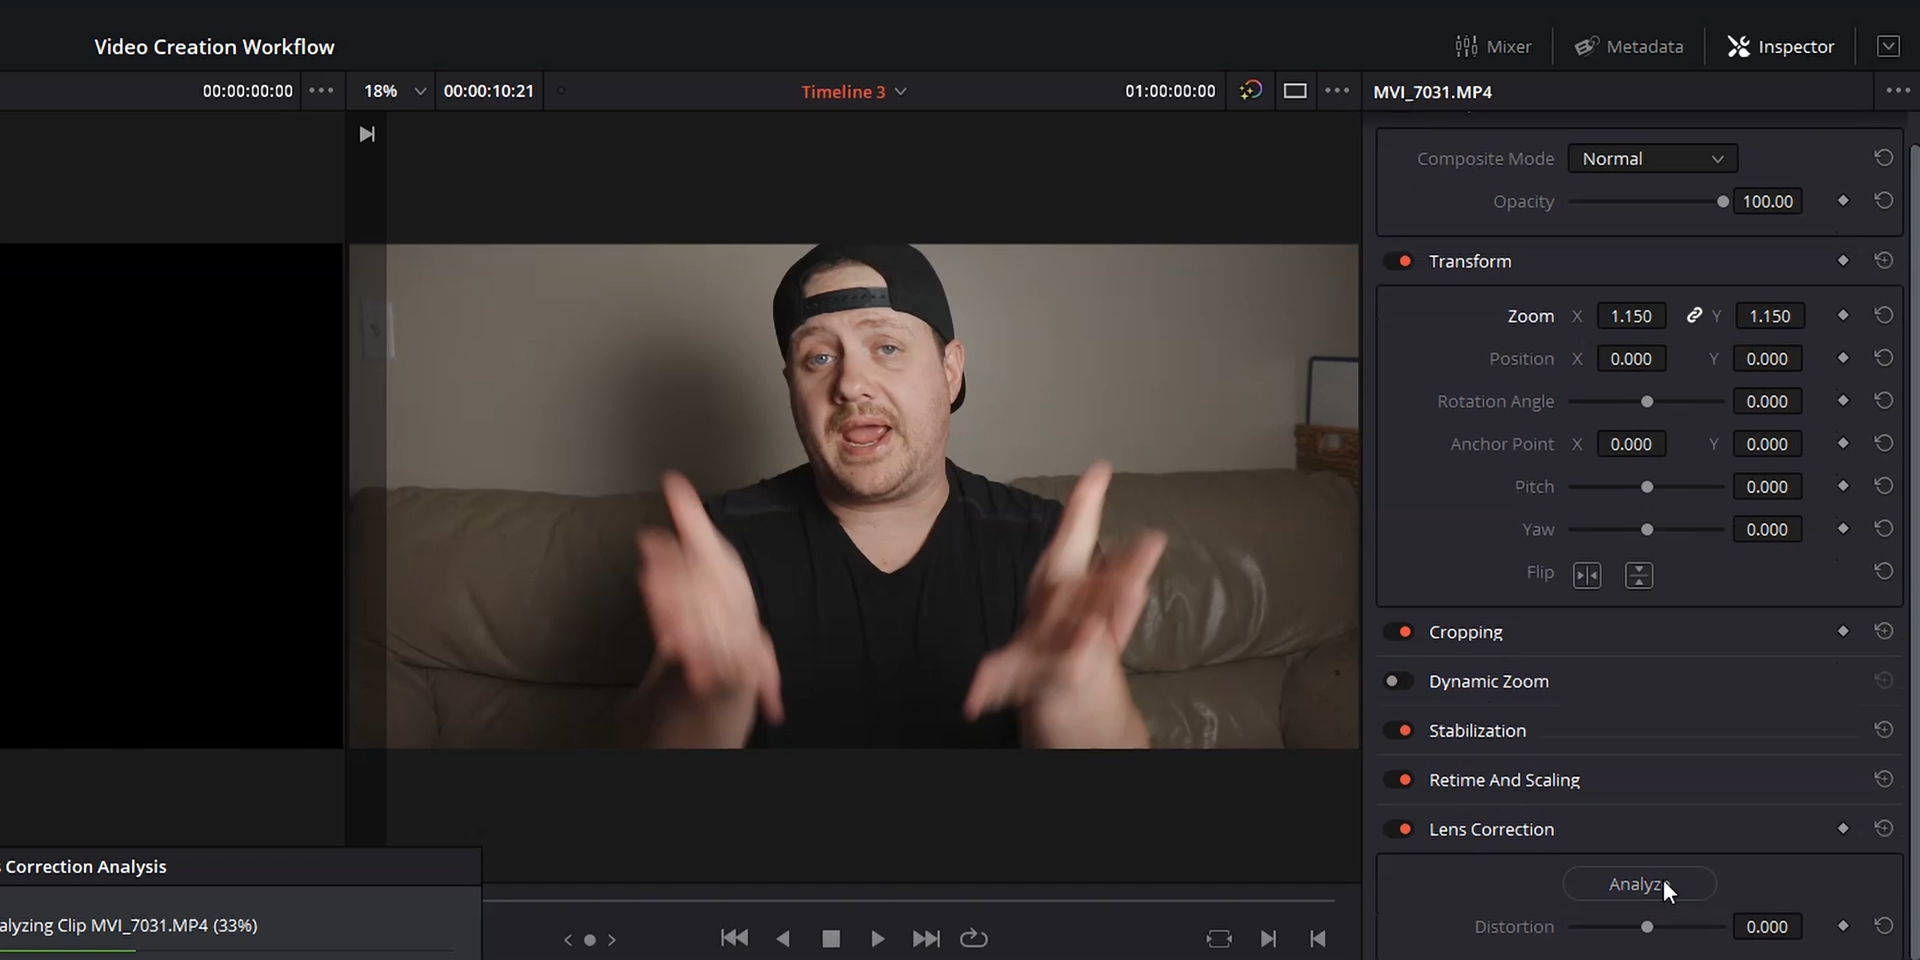 Video Creation Workflow
Mixer
Metadata
Inspector
00:00:00:00
18%
00:00:10:21
Timeline 3
01:00:00:00
MVI_7031.MP4
Composite Mode Normal
Opacity 100.00
Transform
Zoom X 1.150 Y 1.150
Position X 0.000 Y 0.000
Rotation Angle 0.000
Anchor Point X 0.000 Y 0.000
Pitch 0.000
Yaw 0.000
Flip
Cropping
Dynamic Zoom
Stabilization
Retime And Scaling
Lens Correction
Analyze
Distortion 0.000
s Correction Analysis
alyzing Clip MVI_7031.MP4 (33%)